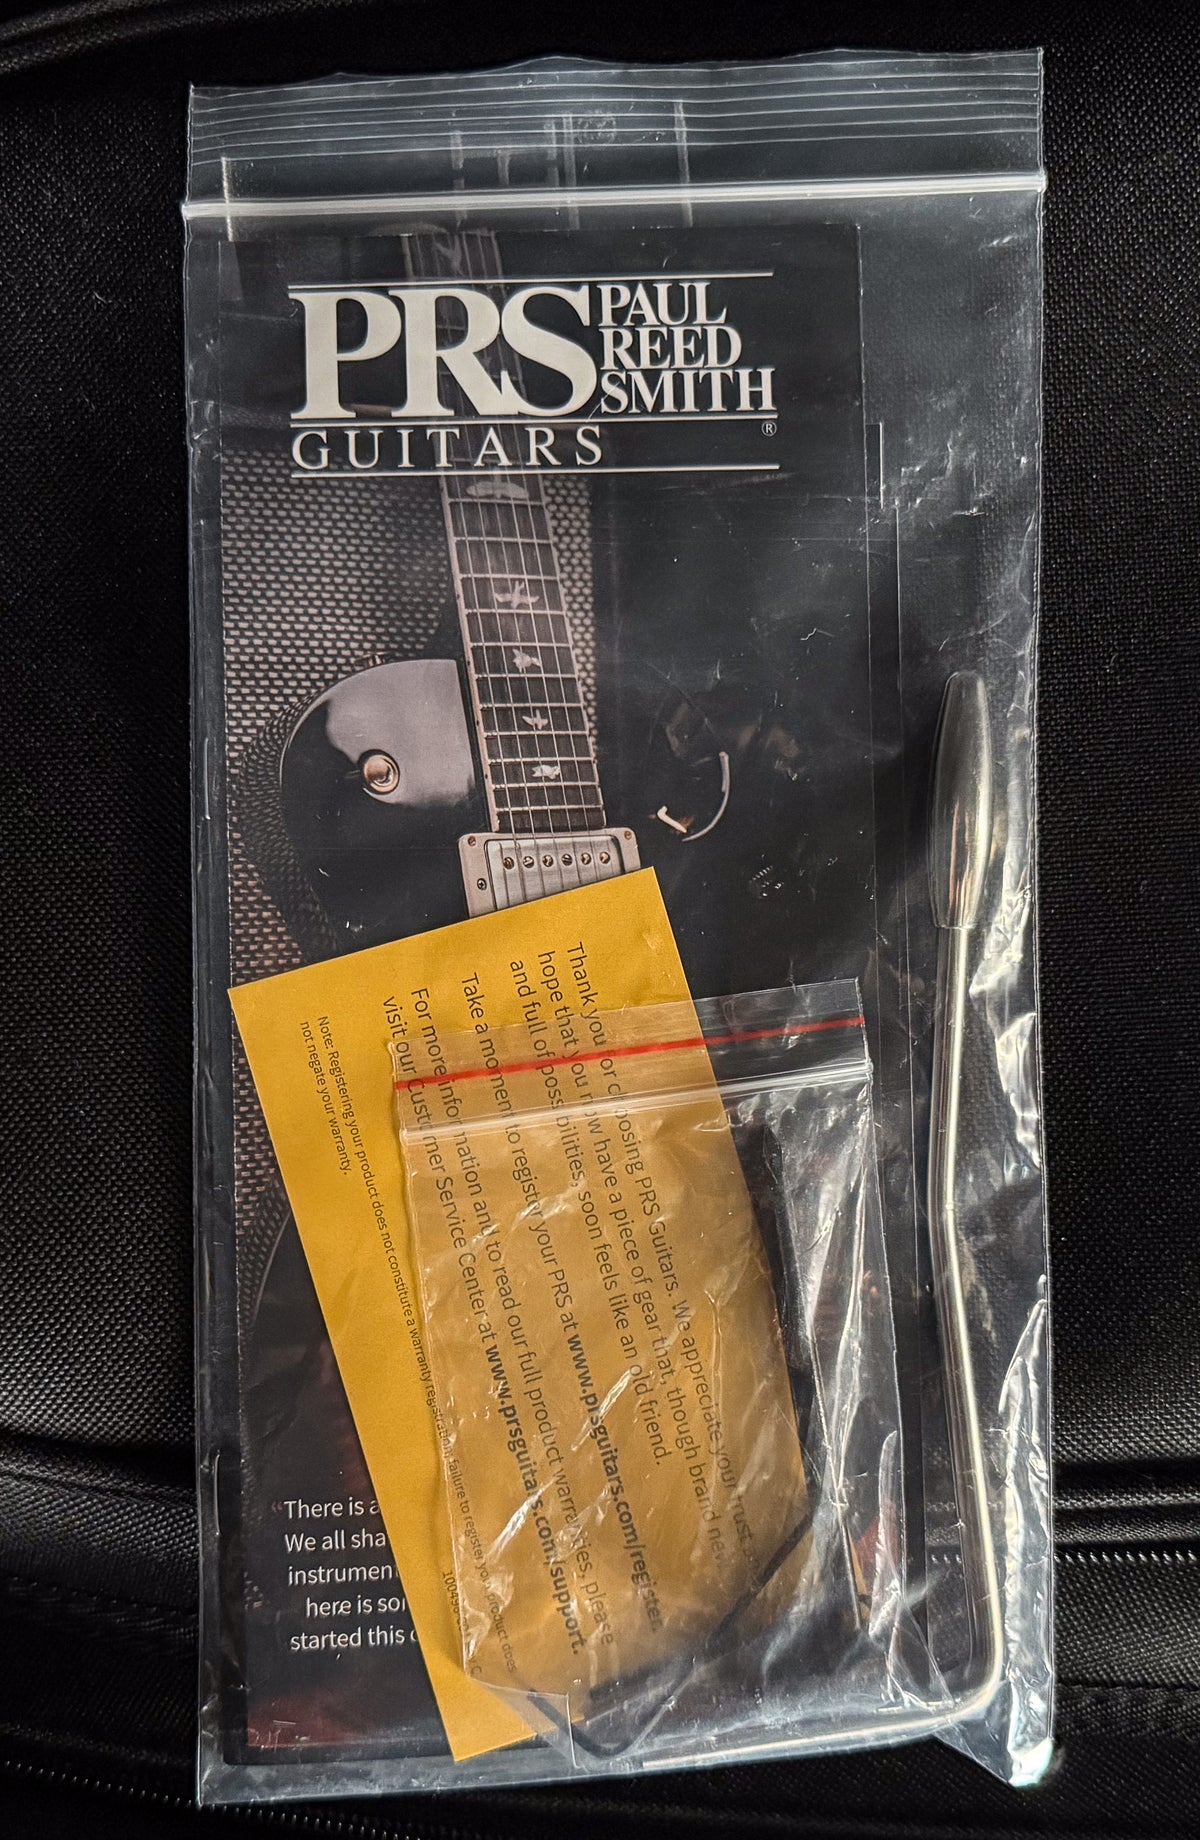 PRS
PAUL
REED
SMITH
®
GUITARS
Thank you for choosing PRS Guitars. We appreciate your trust and
hope that you now have a piece of gear that, though brand new
and full of possibilities, soon feels like an old friend.
Take a moment to register your PRS at www.prsguitars.com/register.
For more information and to read our full product warranties, please
visit our Customer Service Center at www.prsguitars.com/support.
Note: Registering your product does not constitute a warranty registration; failure to register your product does
not negate your warranty.
"There is a
We all sha
instrumen
here is
started this